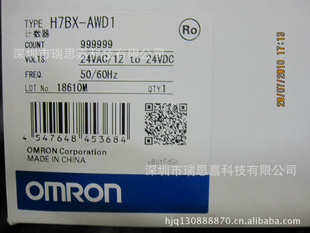 TYPE H7BX-AWD1
计数器
COUNT 999999
VOLTS 24VAC/12 to 24VDC
FREQ. 50/60Hz
LOT No. 18610M QTY 1
Ro
4 547648 453684
OMRON Corporation
MADE IN CHINA
OMRON
28/07/2010 17:13
深圳市瑞思嘉科技有限公司
深圳市瑞思嘉科技有限公司
hjq130888870.cn.alibaba.com